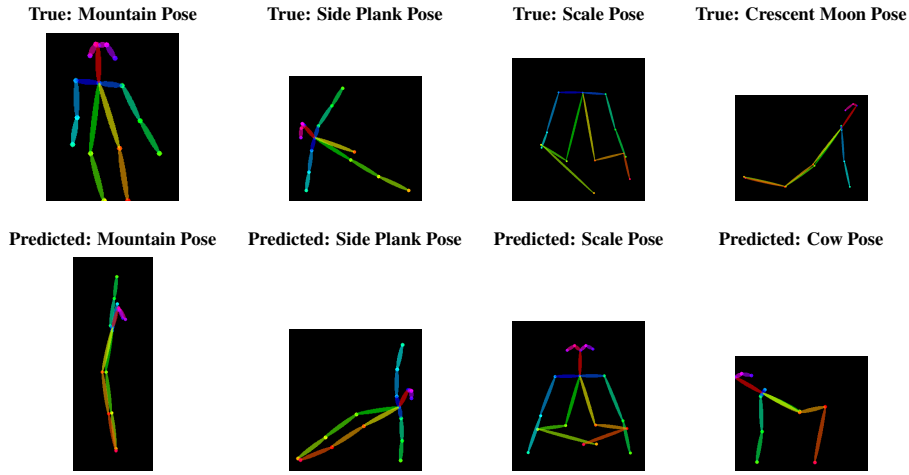 True: Mountain Pose
True: Side Plank Pose
True: Scale Pose
True: Crescent Moon Pose
Predicted: Mountain Pose
Predicted: Side Plank Pose
Predicted: Scale Pose
Predicted: Cow Pose